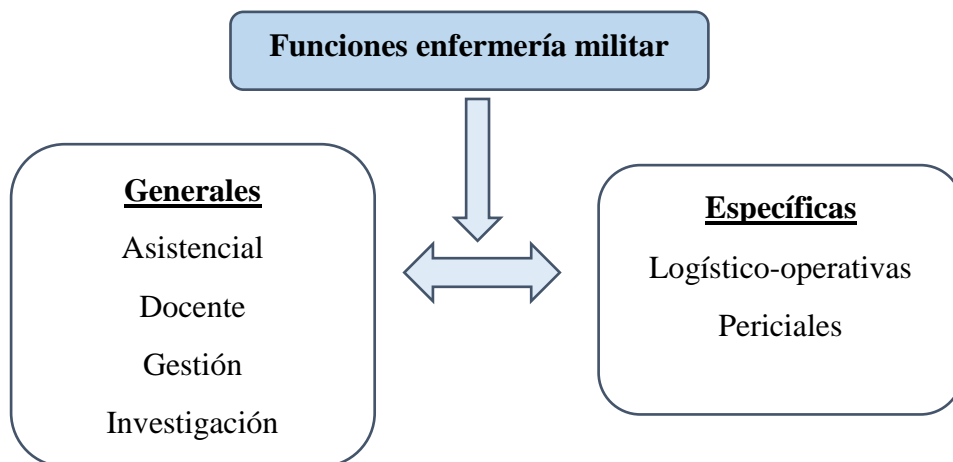 Funciones enfermería militar
Generales
Asistencial
Docente
Gestión
Investigación
Específicas
Logístico-operativas
Periciales